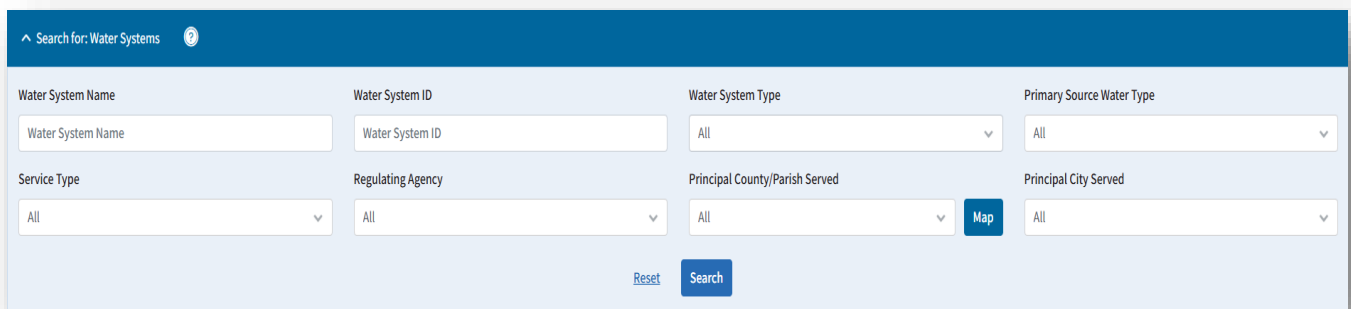 Search for: Water Systems ?
Water System Name Water System ID Water System Type Primary Source Water Type
Water System Name Water System ID All All
Service Type Regulating Agency Principal County/Parish Served Principal City Served
All All All Map All
Reset Search